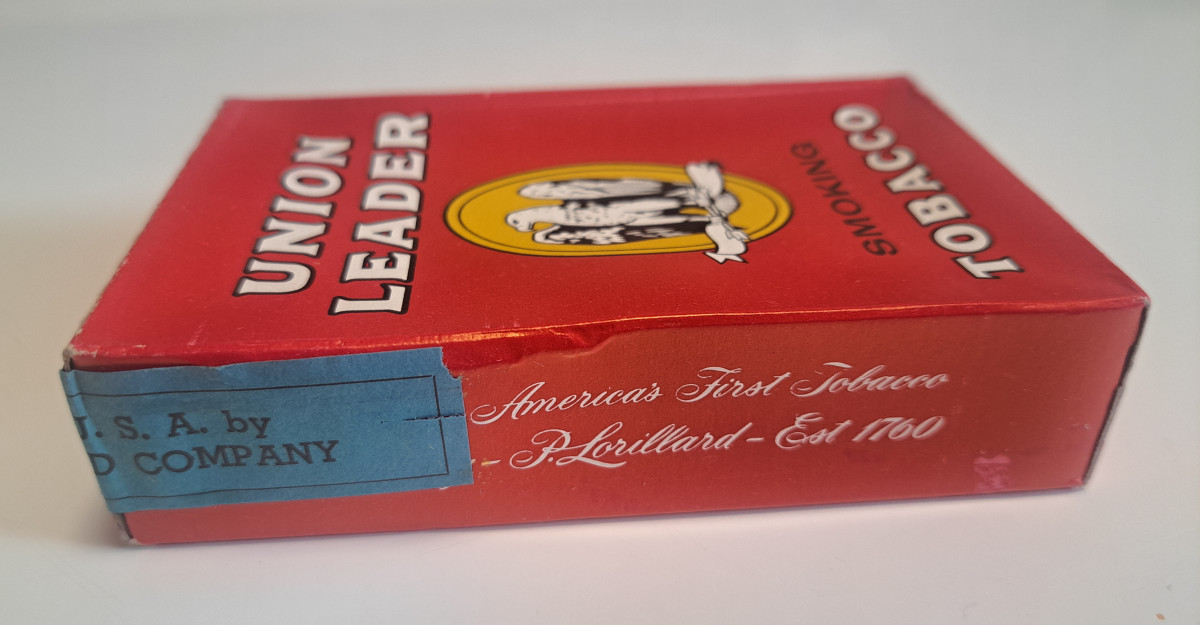 UNION
LEADER
SMOKING
TOBACCO
America's First Tobacco
- P. Lorillard - Est 1760
S. A. by
COMPANY